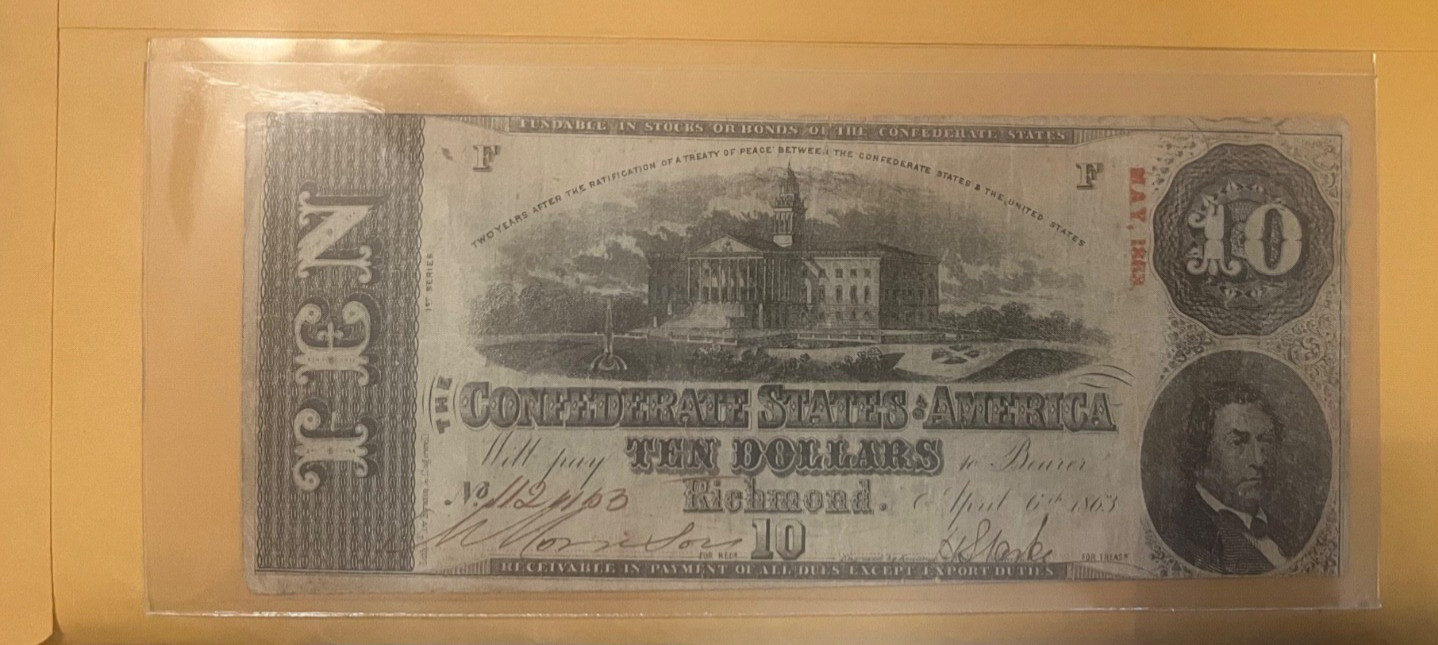 FUNDABLE IN STOCKS OR BONDS OF THE CONFEDERATE STATES
F F
TWO YEARS AFTER THE RATIFICATION OF A TREATY OF PEACE BETWEEN THE CONFEDERATE STATES & THE UNITED STATES
MAY, 1863.
10
TEN
1ST SERIES
THE CONFEDERATE STATES OF AMERICA
Will pay TEN DOLLARS to Bearer
No. Richmond. April 6th 1863
10
FOR REGR. FOR TREASR.
RECEIVABLE IN PAYMENT OF ALL DUES EXCEPT EXPORT DUTIES